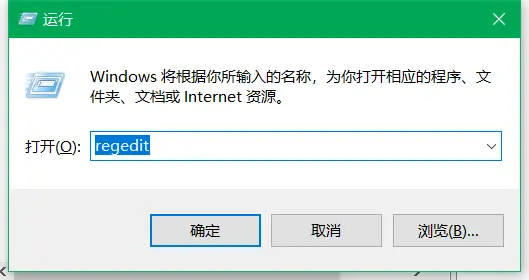 运行
Windows 将根据你所输入的名称，为你打开相应的程序、文
件夹、文档或 Internet 资源。
打开(O): regedit
确定 取消 浏览(B)...